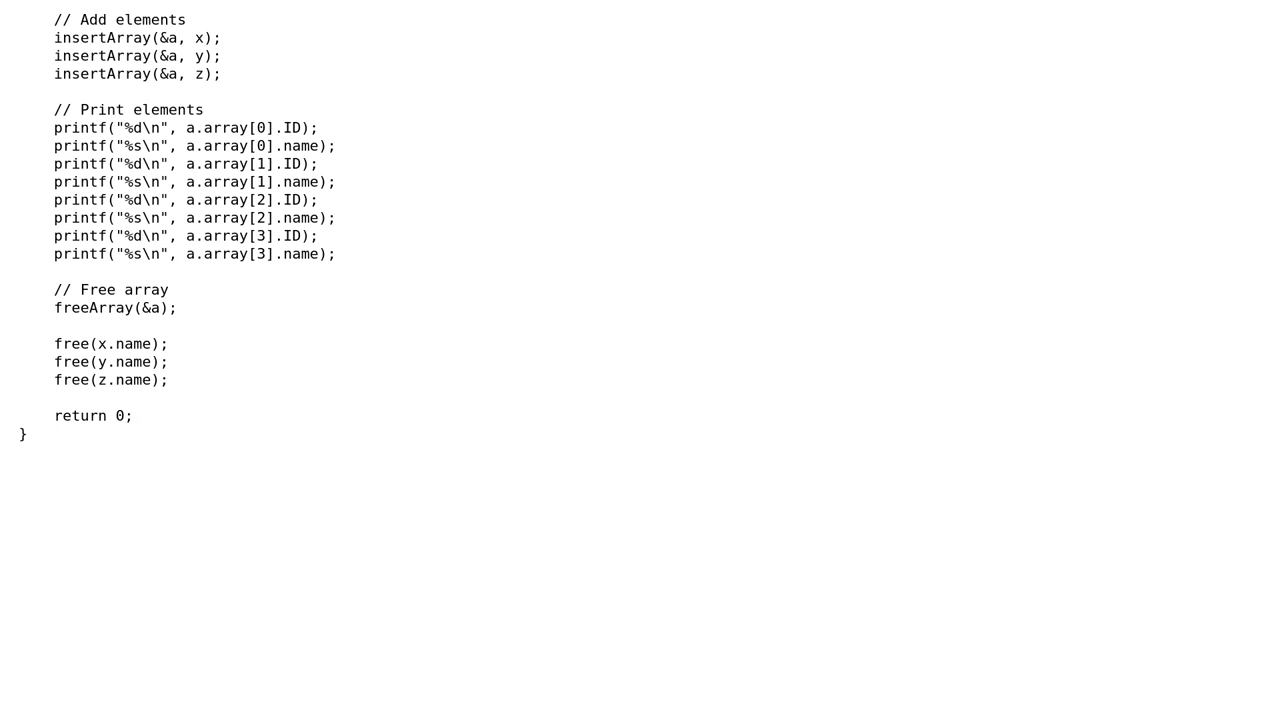 // Add elements
    insertArray(&a, x);
    insertArray(&a, y);
    insertArray(&a, z);

    // Print elements
    printf("%d\n", a.array[0].ID);
    printf("%s\n", a.array[0].name);
    printf("%d\n", a.array[1].ID);
    printf("%s\n", a.array[1].name);
    printf("%d\n", a.array[2].ID);
    printf("%s\n", a.array[2].name);
    printf("%d\n", a.array[3].ID);
    printf("%s\n", a.array[3].name);

    // Free array
    freeArray(&a);

    free(x.name);
    free(y.name);
    free(z.name);

    return 0;
}